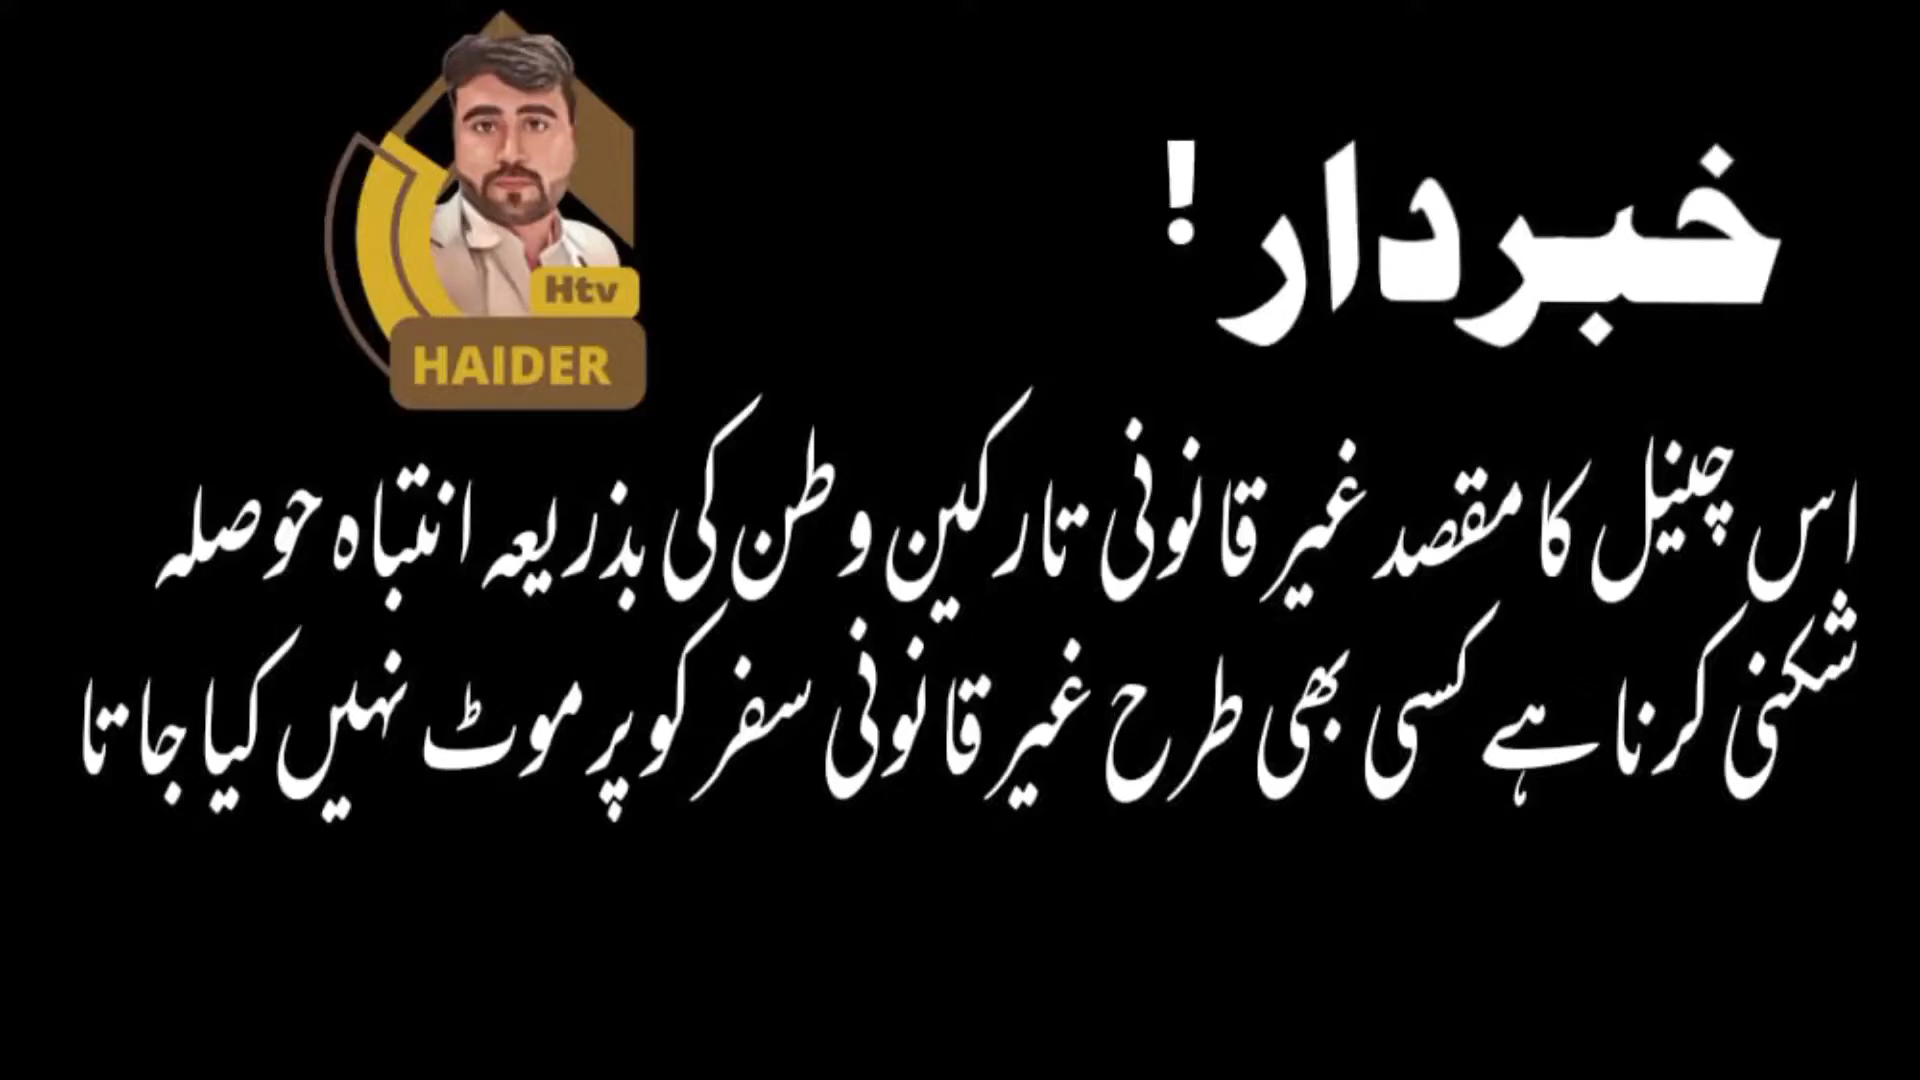 خبردار!
Htv
HAIDER
اس چینل کا مقصد غیر قانونی تارکین وطن کی بذریعہ انتباہ حوصلہ
شکنی کرنا ہے کسی بھی طرح غیر قانونی سفر کو پرموٹ نہیں کیا جاتا